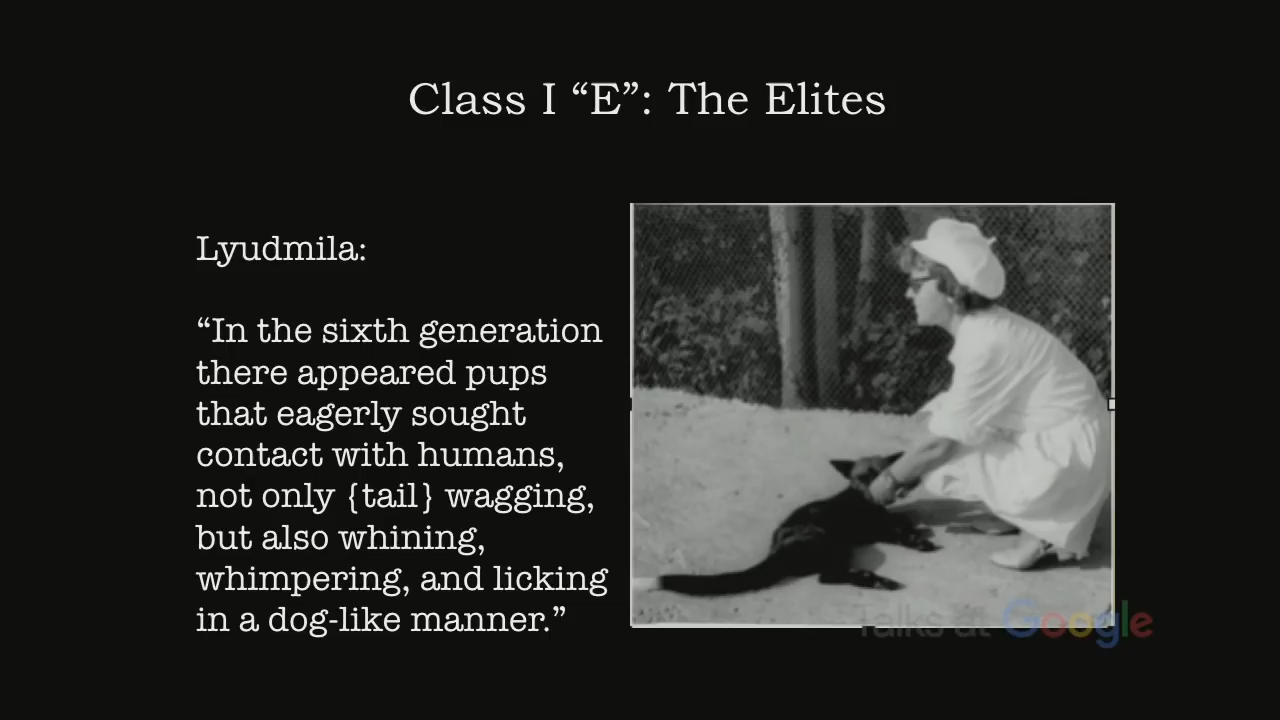 Class I “E”: The Elites
Lyudmila:
“In the sixth generation
there appeared pups
that eagerly sought
contact with humans,
not only {tail} wagging,
but also whining,
whimpering, and licking
in a dog-like manner.”
Talks at Google